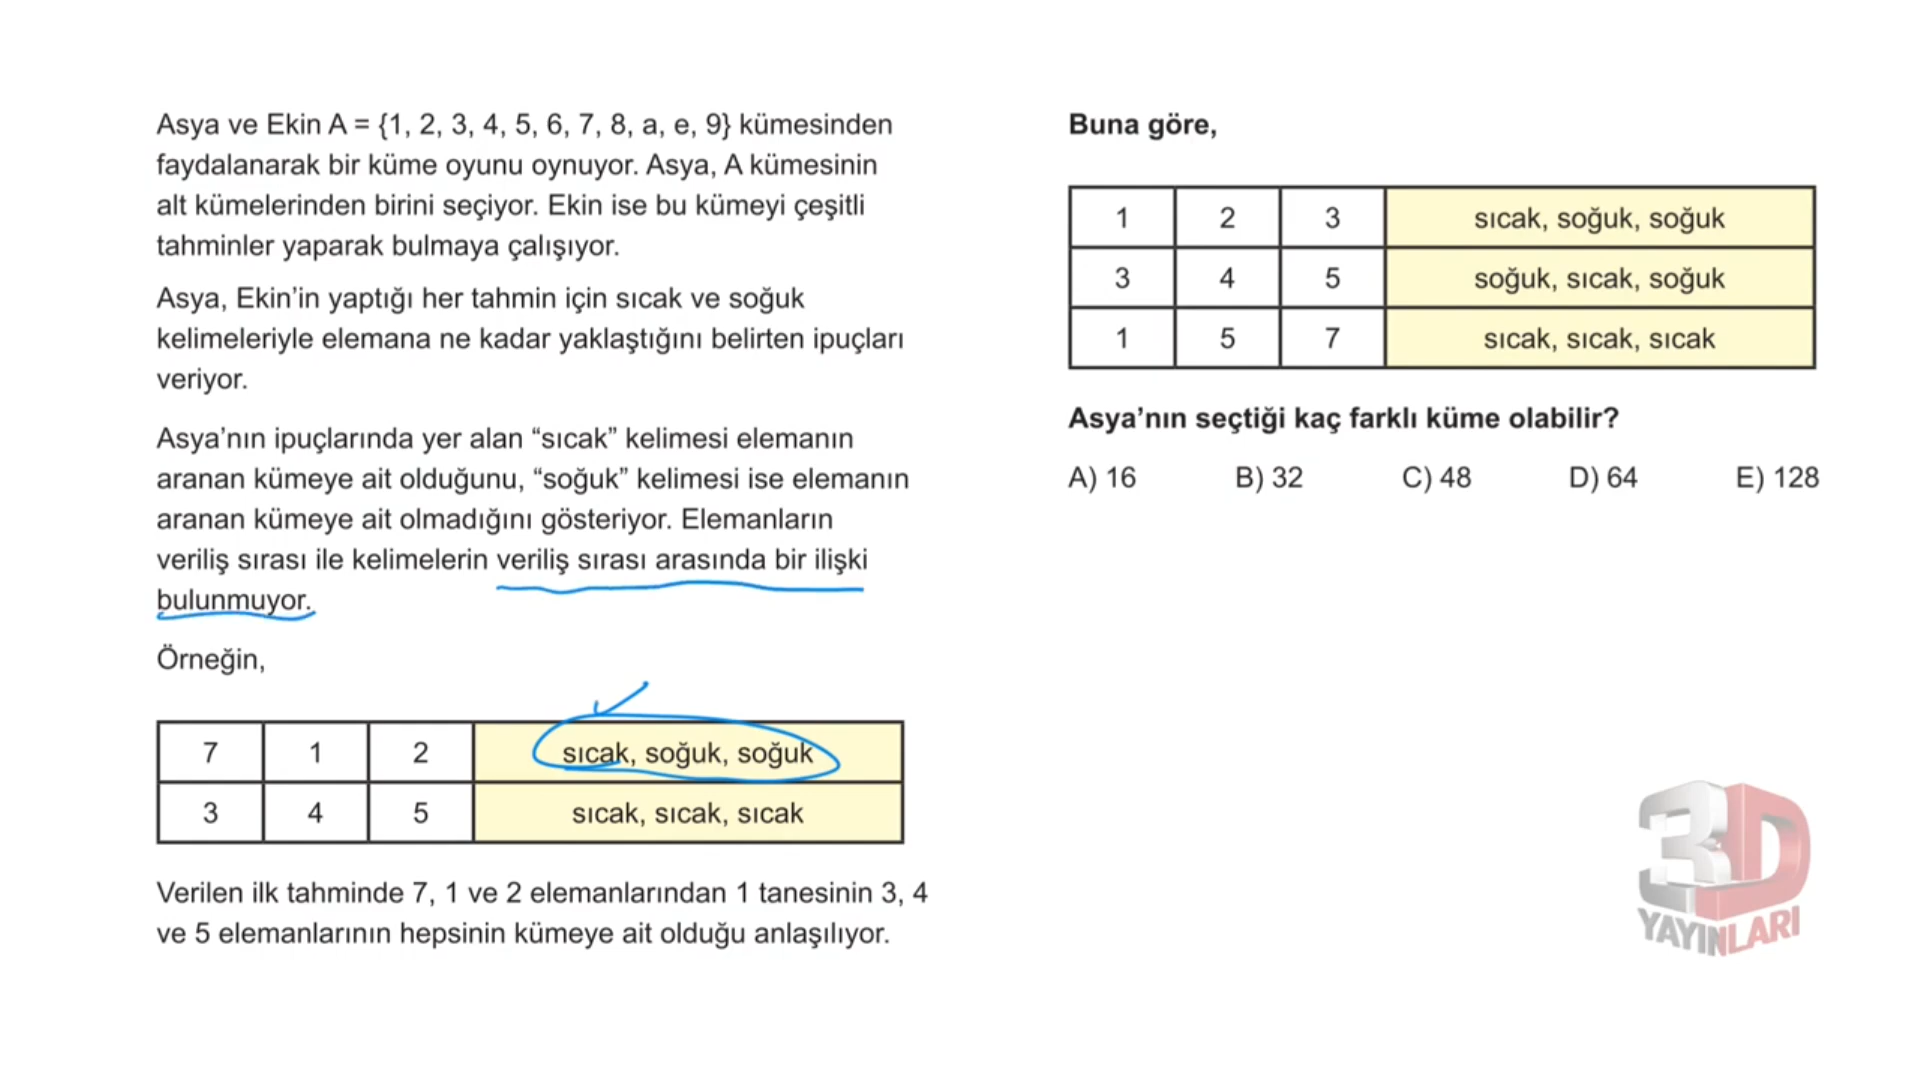 Asya ve Ekin A = {1, 2, 3, 4, 5, 6, 7, 8, a, e, 9} kümesinden
faydalanarak bir küme oyunu oynuyor. Asya, A kümesinin
alt kümelerinden birini seçiyor. Ekin ise bu kümeyi çeşitli
tahminler yaparak bulmaya çalışıyor.
Asya, Ekin’in yaptığı her tahmin için sıcak ve soğuk
kelimeleriyle elemana ne kadar yaklaştığını belirten ipuçları
veriyor.
Asya’nın ipuçlarında yer alan “sıcak” kelimesi elemanın
aranan kümeye ait olduğunu, “soğuk” kelimesi ise elemanın
aranan kümeye ait olmadığını gösteriyor. Elemanların
veriliş sırası ile kelimelerin veriliş sırası arasında bir ilişki
bulunmuyor.
Örneğin,
7 1 2 sıcak, soğuk, soğuk
3 4 5 sıcak, sıcak, sıcak
Verilen ilk tahminde 7, 1 ve 2 elemanlarından 1 tanesinin 3, 4
ve 5 elemanlarının hepsinin kümeye ait olduğu anlaşılıyor.
Buna göre,
1 2 3 sıcak, soğuk, soğuk
3 4 5 soğuk, sıcak, soğuk
1 5 7 sıcak, sıcak, sıcak
Asya’nın seçtiği kaç farklı küme olabilir?
A) 16 B) 32 C) 48 D) 64 E) 128
3D
YAYINLARI